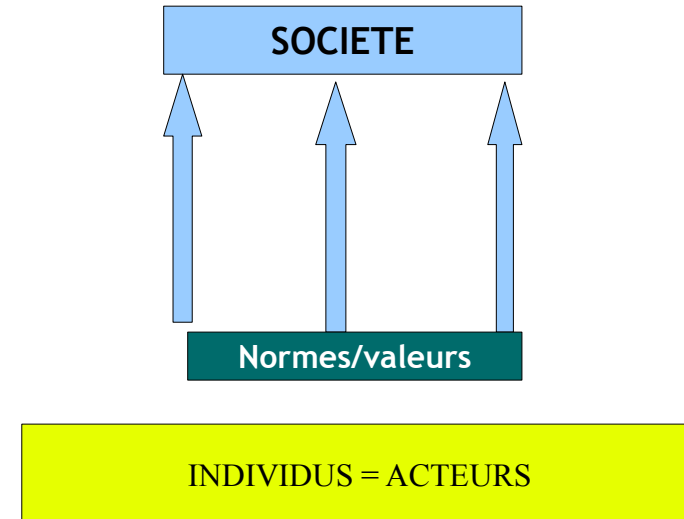 SOCIETE
Normes/valeurs
INDIVIDUS = ACTEURS